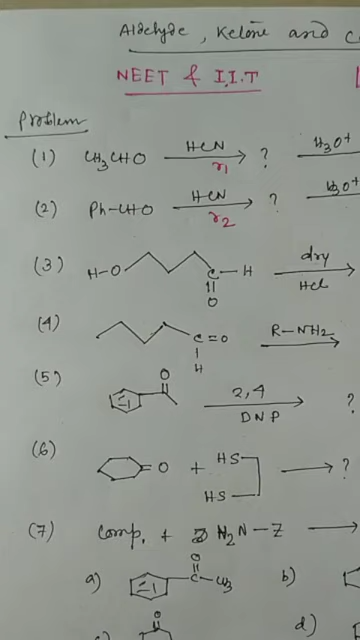 Aldehyde, Ketone and
NEET & I.I.T
Problem
(1) CH3CHO HCN r1 ? H3O+
(2) Ph-CHO HCN r2 ? H3O+
(3) H-O C-H O dry HCl
(4) C=O H R-NH2
(5) O 2,4 DNP ?
(6) =O + HS HS ?
(7) Comp. + H2N-Z
a) O C b)
O d)